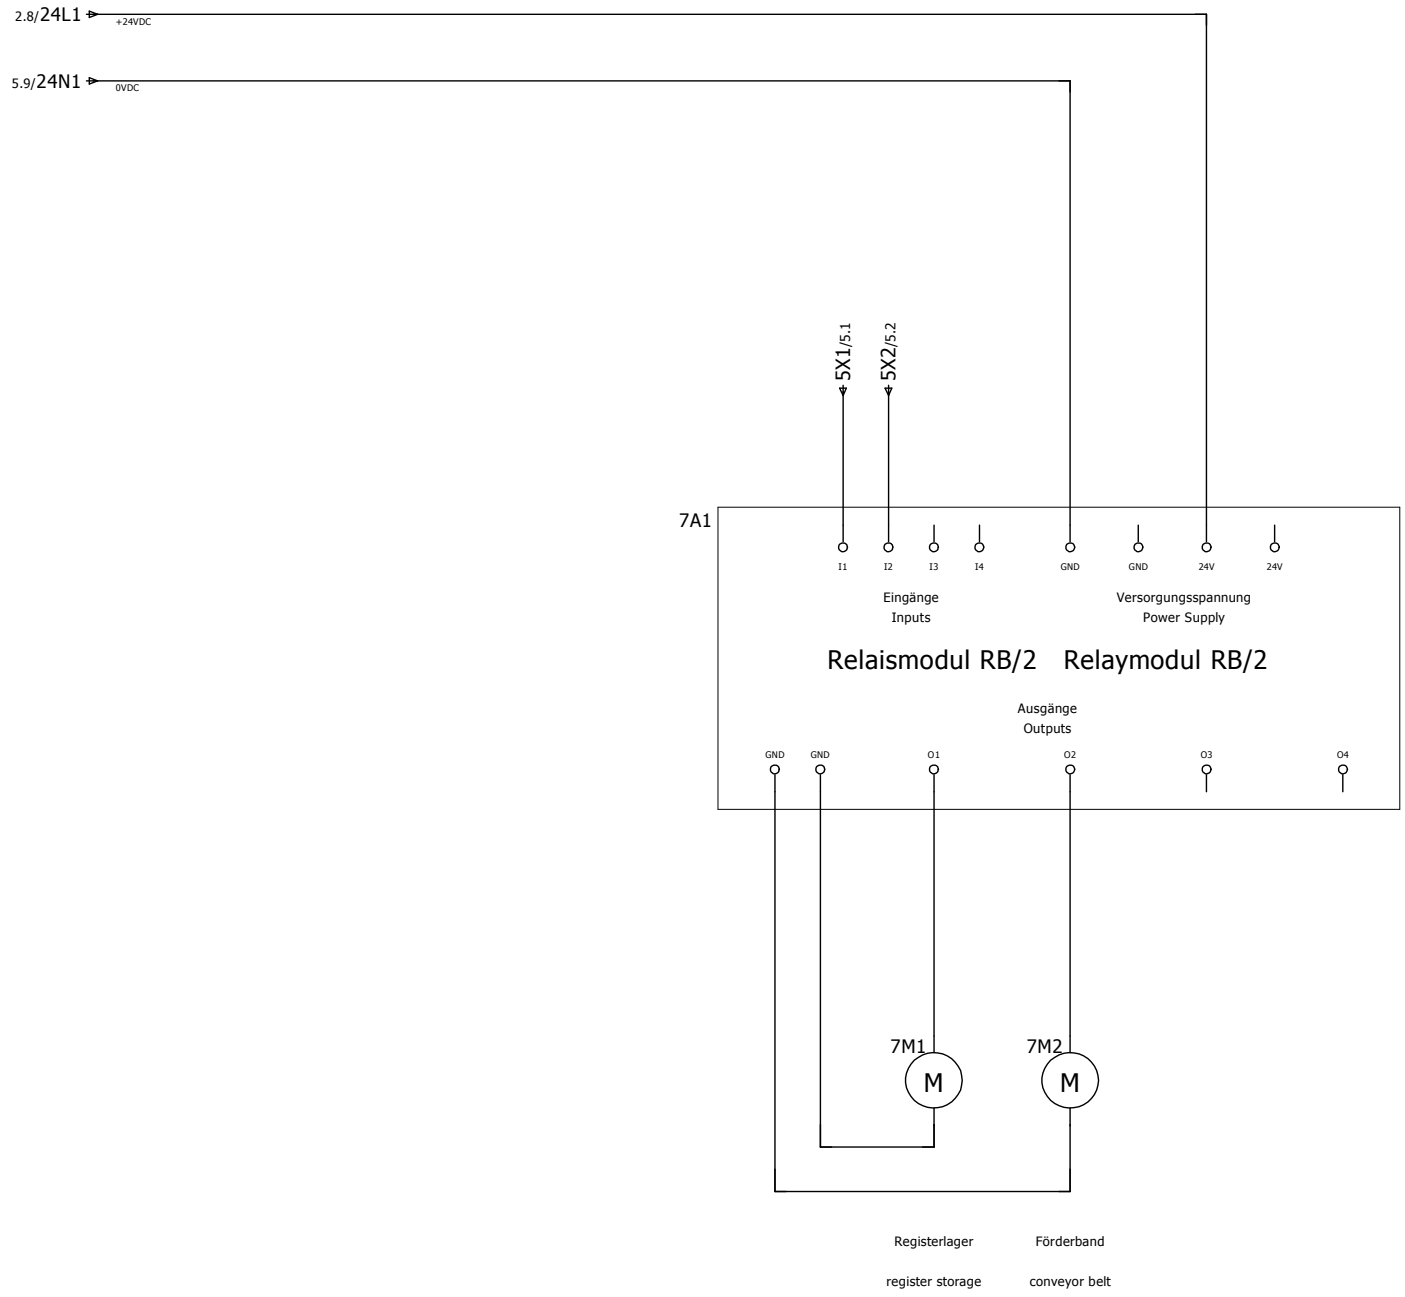 2.8/24L1
+24VDC
5.9/24N1
0VDC
5X1/5.1
5X2/5.2
7A1
I1 I2 I3 I4 GND GND 24V 24V
Eingänge Versorgungsspannung
Inputs Power Supply
Relaismodul RB/2 Relaymodul RB/2
Ausgänge
Outputs
GND GND O1 O2 O3 O4
7M1 7M2
M M
Registerlager Förderband
register storage conveyor belt